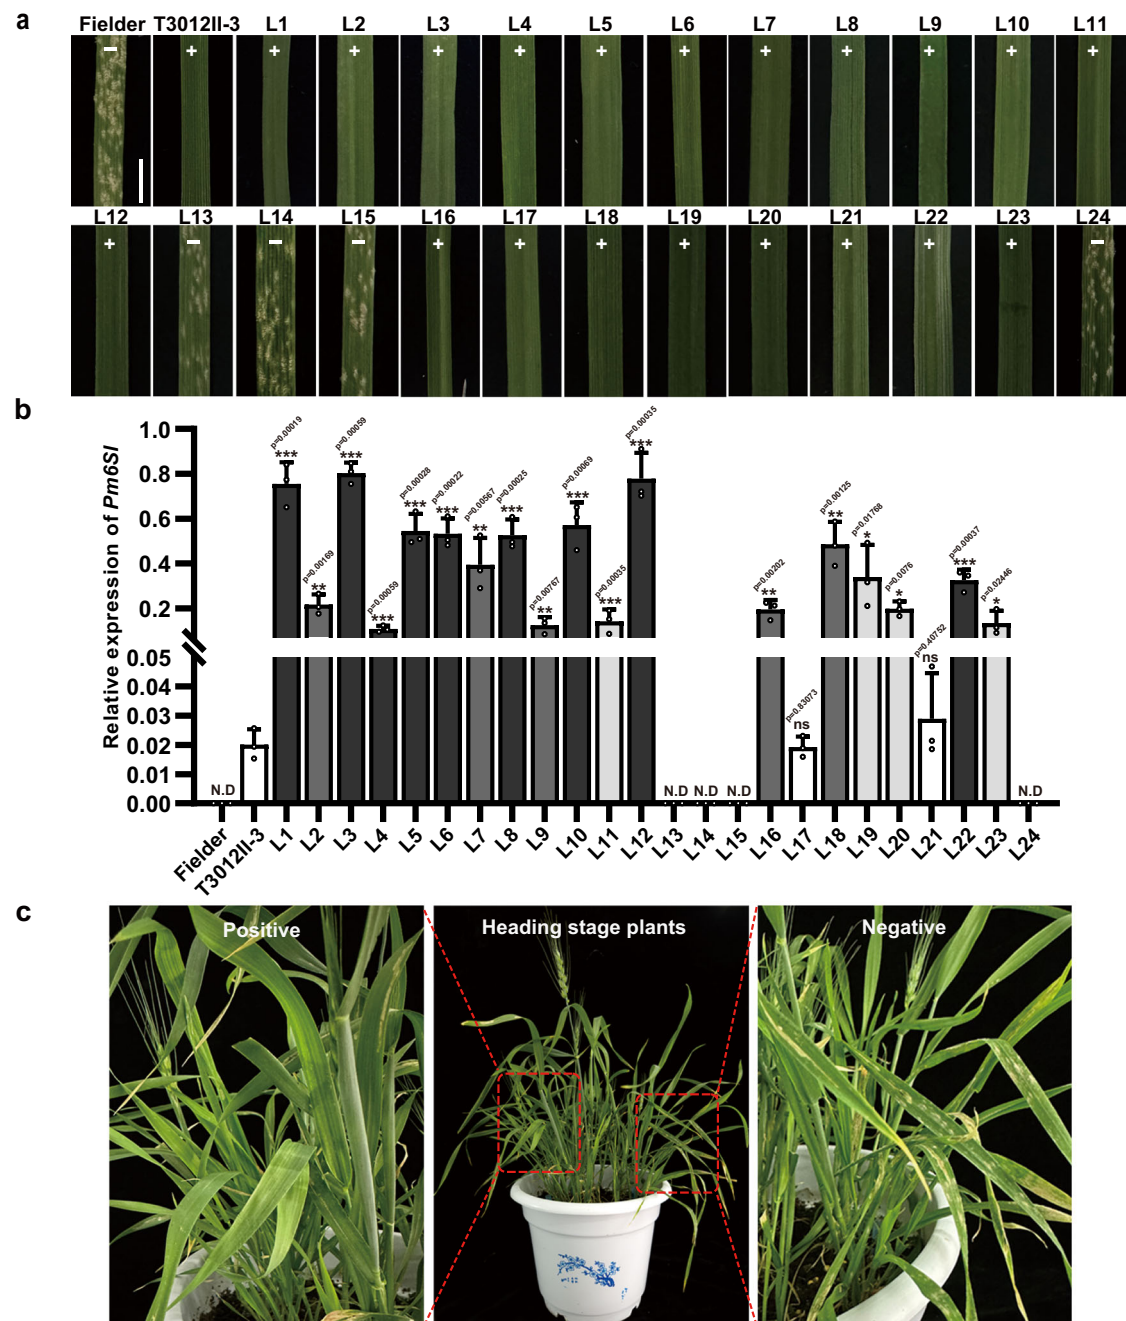 a
Fielder T3012II-3 L1 L2 L3 L4 L5 L6 L7 L8 L9 L10 L11
− + + + + + + + + + + + +
L12 L13 L14 L15 L16 L17 L18 L19 L20 L21 L22 L23 L24
+ − − − + + + + + + + + −
b
Relative expression of Pm6Sl
1.0
0.8
0.6
0.4
0.2
0.05
0.04
0.03
0.02
0.01
0.00
N.D
p=0.00019
***
p=0.00169
**
p=0.00059
***
p=0.00059
***
p=0.00028
***
p=0.00022
***
p=0.00567
**
p=0.00025
***
p=0.00767
**
p=0.00069
***
p=0.00035
***
p=0.00035
***
N.D N.D N.D
p=0.00202
**
p=0.83073
ns
p=0.00125
**
p=0.01768
*
p=0.0076
*
p=0.40752
ns
p=0.00037
***
p=0.02446
*
N.D
Fielder T3012II-3 L1 L2 L3 L4 L5 L6 L7 L8 L9 L10 L11 L12 L13 L14 L15 L16 L17 L18 L19 L20 L21 L22 L23 L24
c
Positive Heading stage plants Negative